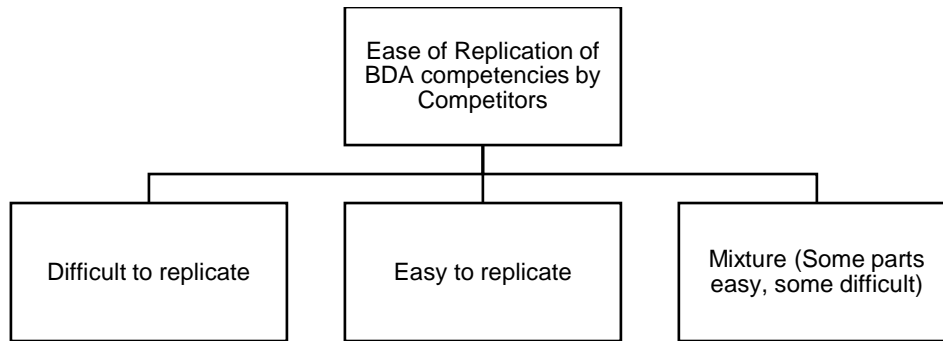 Ease of Replication of
BDA competencies by
Competitors
Difficult to replicate
Easy to replicate
Mixture (Some parts
easy, some difficult)